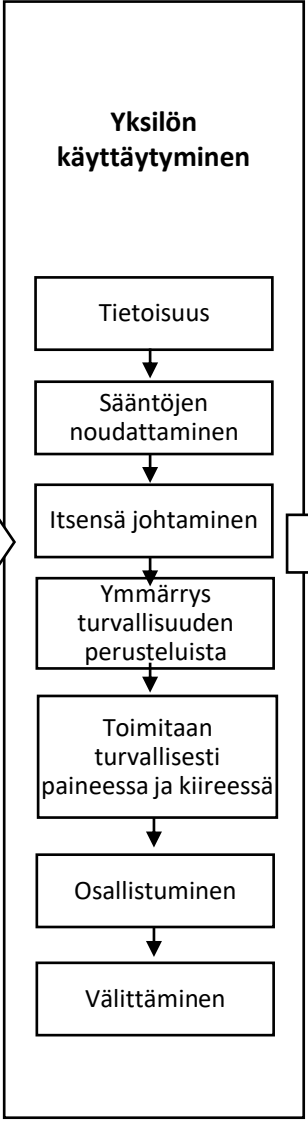 Yksilön
käyttäytyminen
Tietoisuus
Sääntöjen
noudattaminen
Itsensä johtaminen
Ymmärrys
turvallisuuden
perusteluista
Toimitaan
turvallisesti
paineessa ja kiireessä
Osallistuminen
Välittäminen